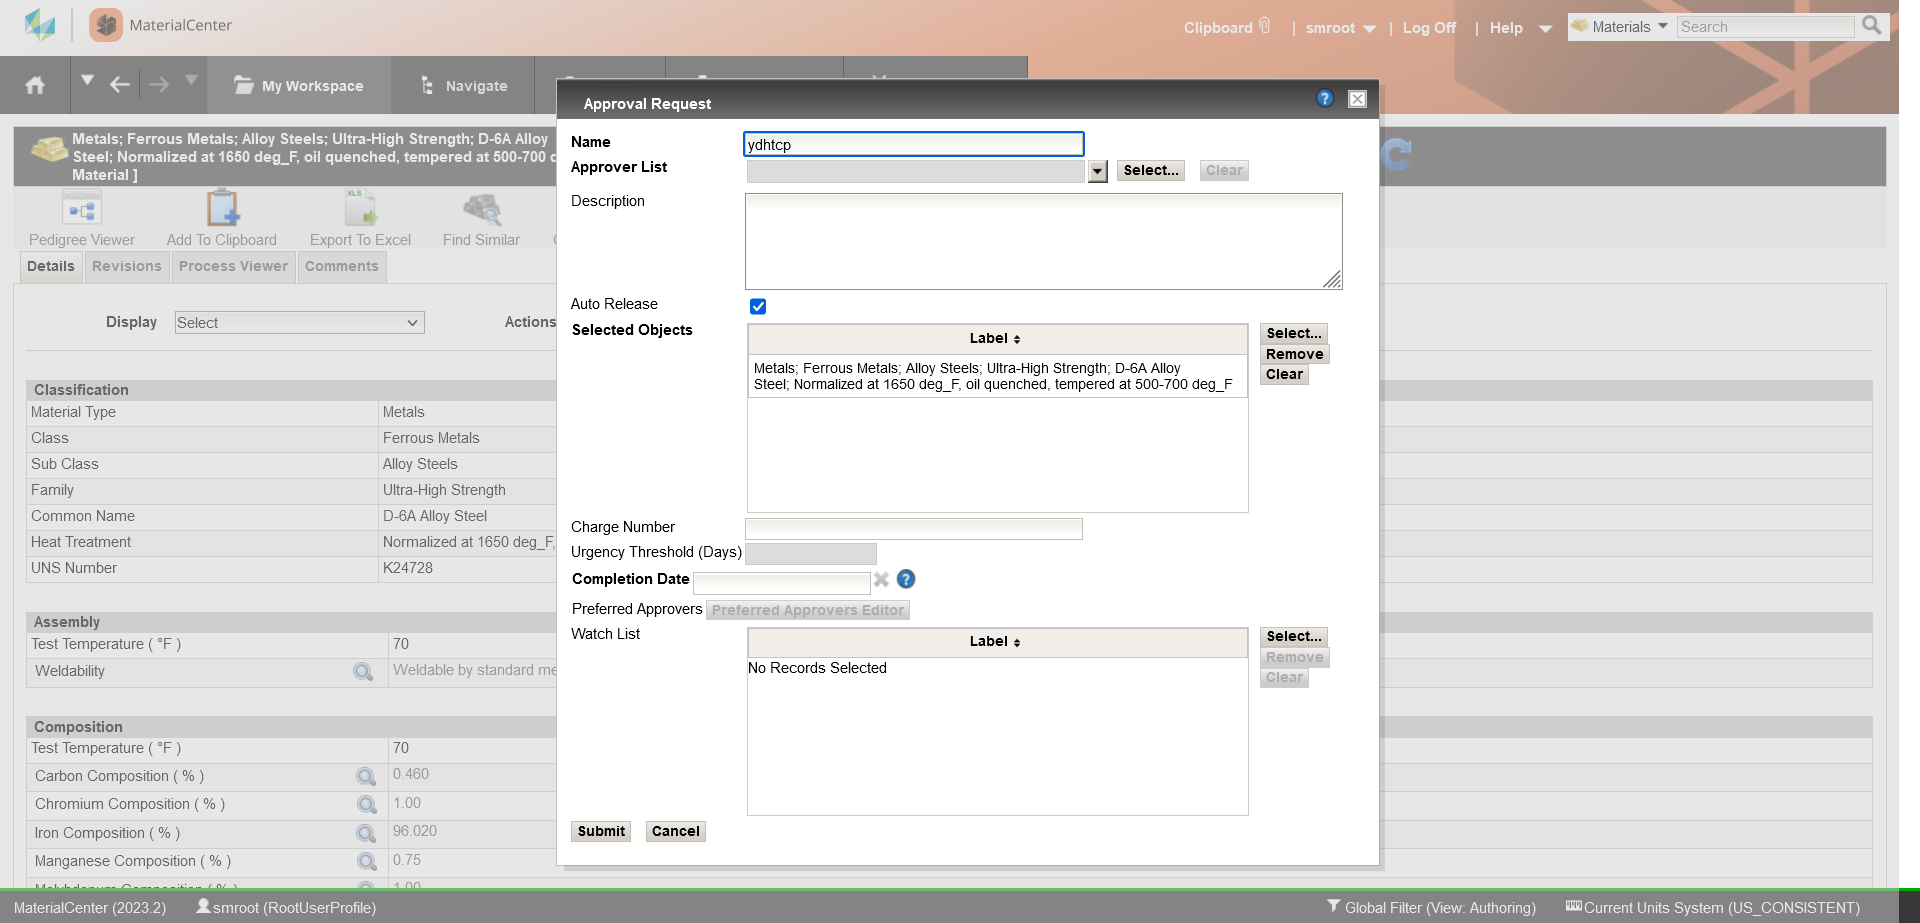 MaterialCenter
Clipboard | smroot | Log Off | Help
Materials Search
My Workspace
Navigate
Approval Request
Metals; Ferrous Metals; Alloy Steels; Ultra-High Strength; D-6A Alloy
Steel; Normalized at 1650 deg_F, oil quenched, tempered at 500-700 d
Material ]
Pedigree Viewer
Add To Clipboard
XLS
Export To Excel
Find Similar
Details
Revisions
Process Viewer
Comments
Display
Select
Actions
Classification
Material Type Metals
Class Ferrous Metals
Sub Class Alloy Steels
Family Ultra-High Strength
Common Name D-6A Alloy Steel
Heat Treatment Normalized at 1650 deg_F,
UNS Number K24728
Assembly
Test Temperature ( °F ) 70
Weldability Weldable by standard me
Composition
Test Temperature ( °F ) 70
Carbon Composition ( % ) 0.460
Chromium Composition ( % ) 1.00
Iron Composition ( % ) 96.020
Manganese Composition ( % ) 0.75
Molybdenum Composition ( % ) 1.00
Name ydhtcp
Approver List Select... Clear
Description
Auto Release
Selected Objects
Label
Metals; Ferrous Metals; Alloy Steels; Ultra-High Strength; D-6A Alloy
Steel; Normalized at 1650 deg_F, oil quenched, tempered at 500-700 deg_F
Select...
Remove
Clear
Charge Number
Urgency Threshold (Days)
Completion Date
Preferred Approvers Preferred Approvers Editor
Watch List
Label
No Records Selected
Select...
Remove
Clear
Submit Cancel
MaterialCenter (2023.2) smroot (RootUserProfile)
Global Filter (View: Authoring) Current Units System (US_CONSISTENT)